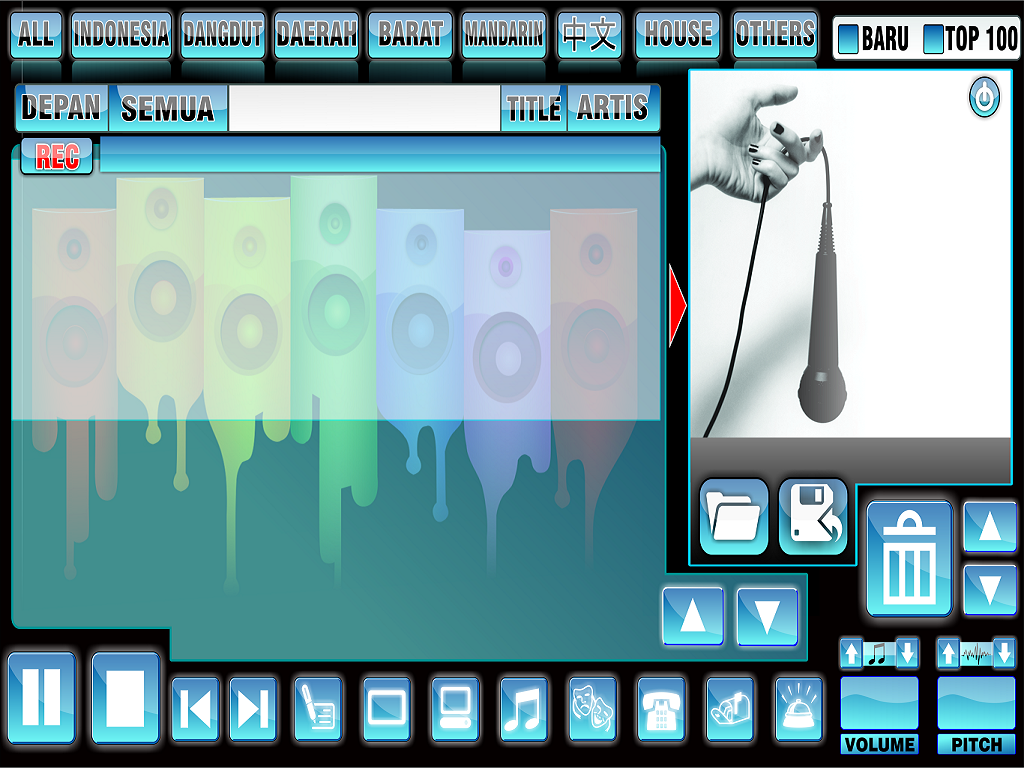 ALL INDONESIA DANGDUT DAERAH BARAT MANDARIN 中文 HOUSE OTHERS BARU TOP 100
DEPAN SEMUA TITLE ARTIS
REC
VOLUME PITCH